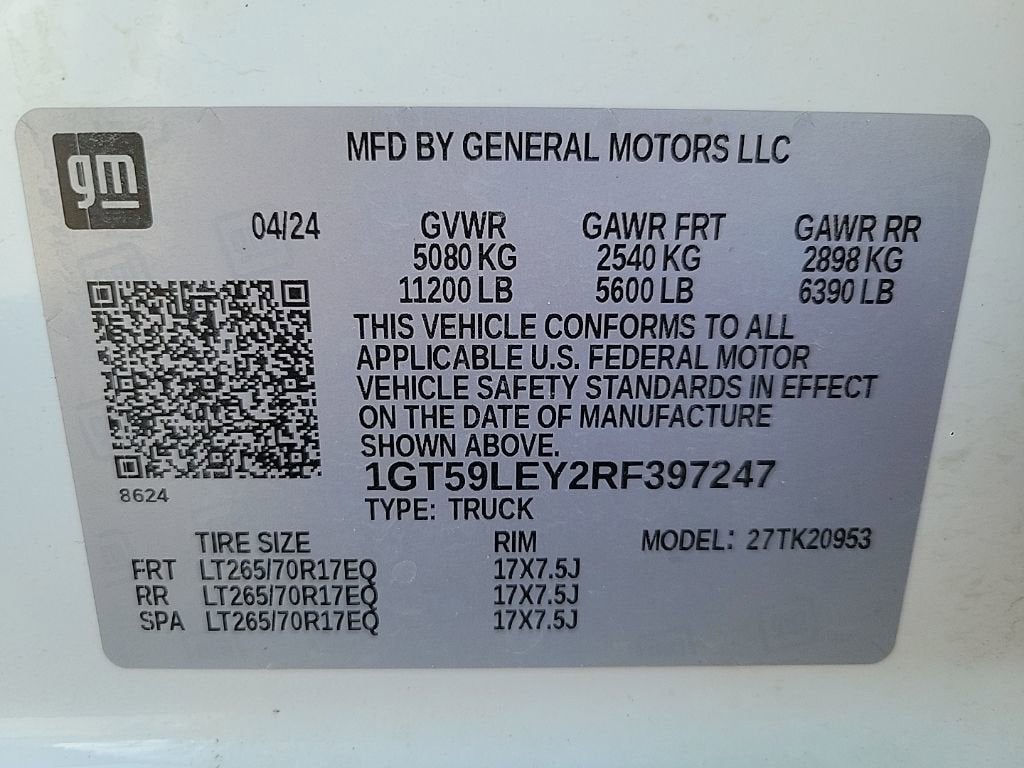 gm
MFD BY GENERAL MOTORS LLC
04/24 GVWR GAWR FRT GAWR RR
5080 KG 2540 KG 2898 KG
11200 LB 5600 LB 6390 LB
THIS VEHICLE CONFORMS TO ALL
APPLICABLE U.S. FEDERAL MOTOR
VEHICLE SAFETY STANDARDS IN EFFECT
ON THE DATE OF MANUFACTURE
SHOWN ABOVE.
8624
1GT59LEY2RF397247
TYPE: TRUCK
TIRE SIZE RIM MODEL: 27TK20953
FRT LT265/70R17EQ 17X7.5J
RR LT265/70R17EQ 17X7.5J
SPA LT265/70R17EQ 17X7.5J